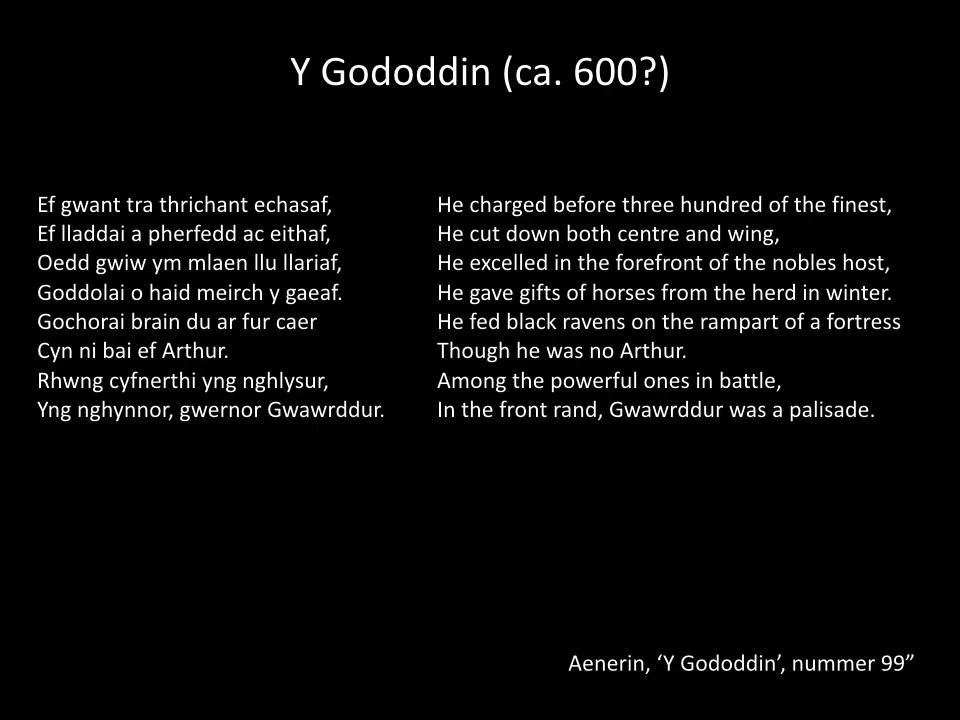 Y Gododdin (ca. 600?)
Ef gwant tra thrichant echasaf,
Ef lladdai a pherfedd ac eithaf,
Oedd gwiw ym mlaen llu llariaf,
Goddolai o haid meirch y gaeaf.
Gochorai brain du ar fur caer
Cyn ni bai ef Arthur.
Rhwng cyfnerthi yng nghlysur,
Yng nghynnor, gwernor Gwawrddur.
He charged before three hundred of the finest,
He cut down both centre and wing,
He excelled in the forefront of the nobles host,
He gave gifts of horses from the herd in winter.
He fed black ravens on the rampart of a fortress
Though he was no Arthur.
Among the powerful ones in battle,
In the front rand, Gwawrddur was a palisade.
Aenerin, ‘Y Gododdin’, nummer 99”